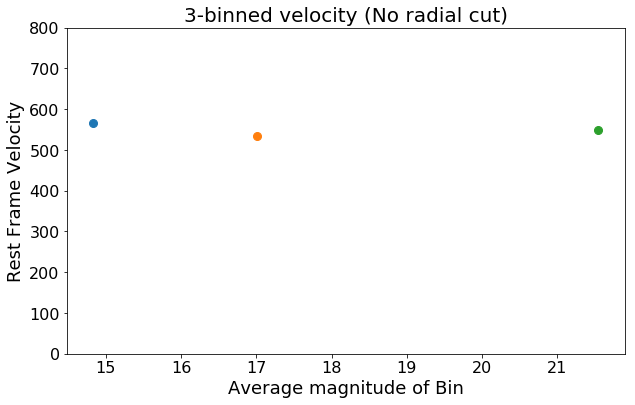 3-binned velocity (No radial cut)
Rest Frame Velocity
800
700
600
500
400
300
200
100
0
15 16 17 18 19 20 21
Average magnitude of Bin